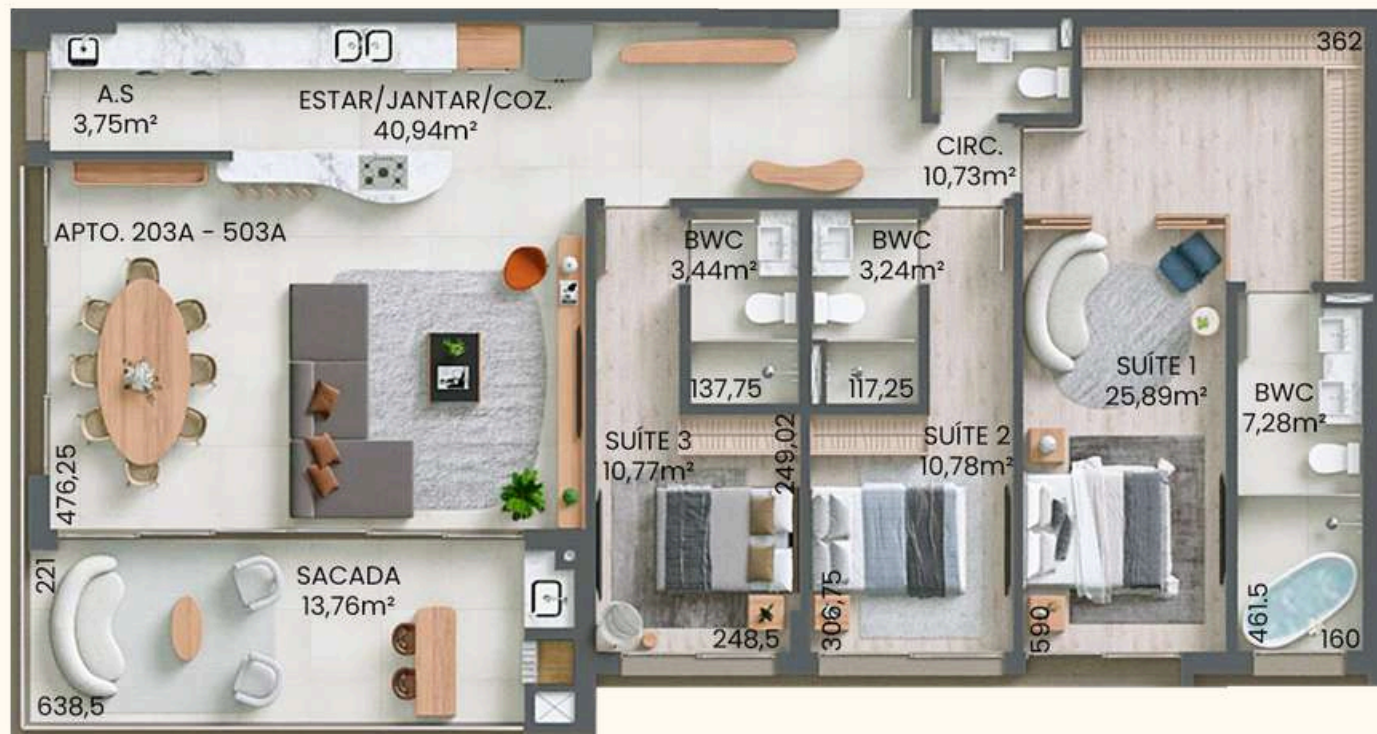 362
A.S
3,75m²
ESTAR/JANTAR/COZ.
40,94m²
CIRC.
10,73m²
APTO. 203A - 503A
BWC
3,44m²
BWC
3,24m²
SUÍTE 1
25,89m²
137,75
117,25
BWC
7,28m²
SUÍTE 3
10,77m²
249,02
SUÍTE 2
10,78m²
476,25
221
SACADA
13,76m²
638,5
248,5
306,75
590
461.5
160